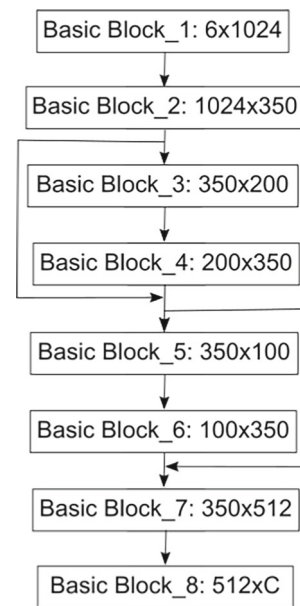 Basic Block_1: 6x1024
Basic Block_2: 1024x350
Basic Block_3: 350x200
Basic Block_4: 200x350
Basic Block_5: 350x100
Basic Block_6: 100x350
Basic Block_7: 350x512
Basic Block_8: 512xC